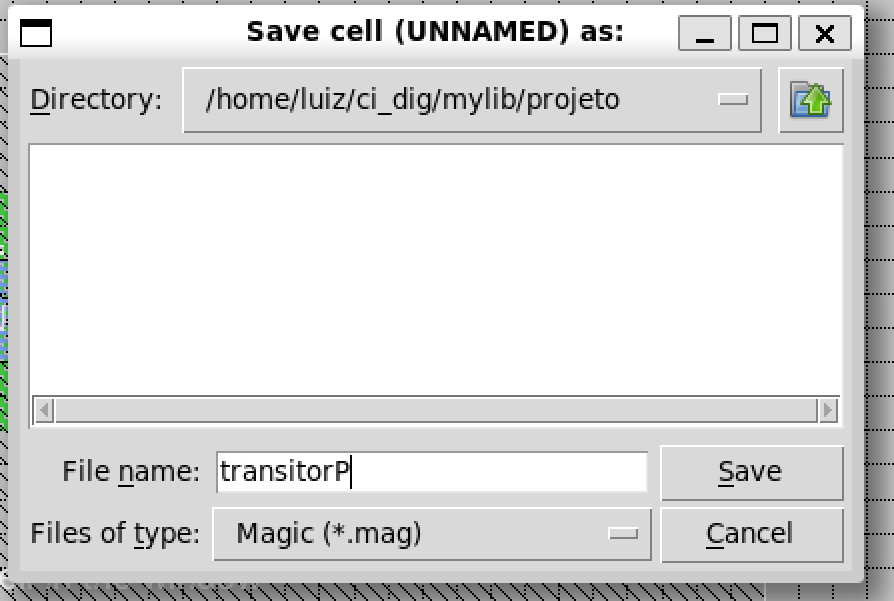 Save cell (UNNAMED) as:
Directory: /home/luiz/ci_dig/mylib/projeto
File name: transitorP Save
Files of type: Magic (*.mag) Cancel